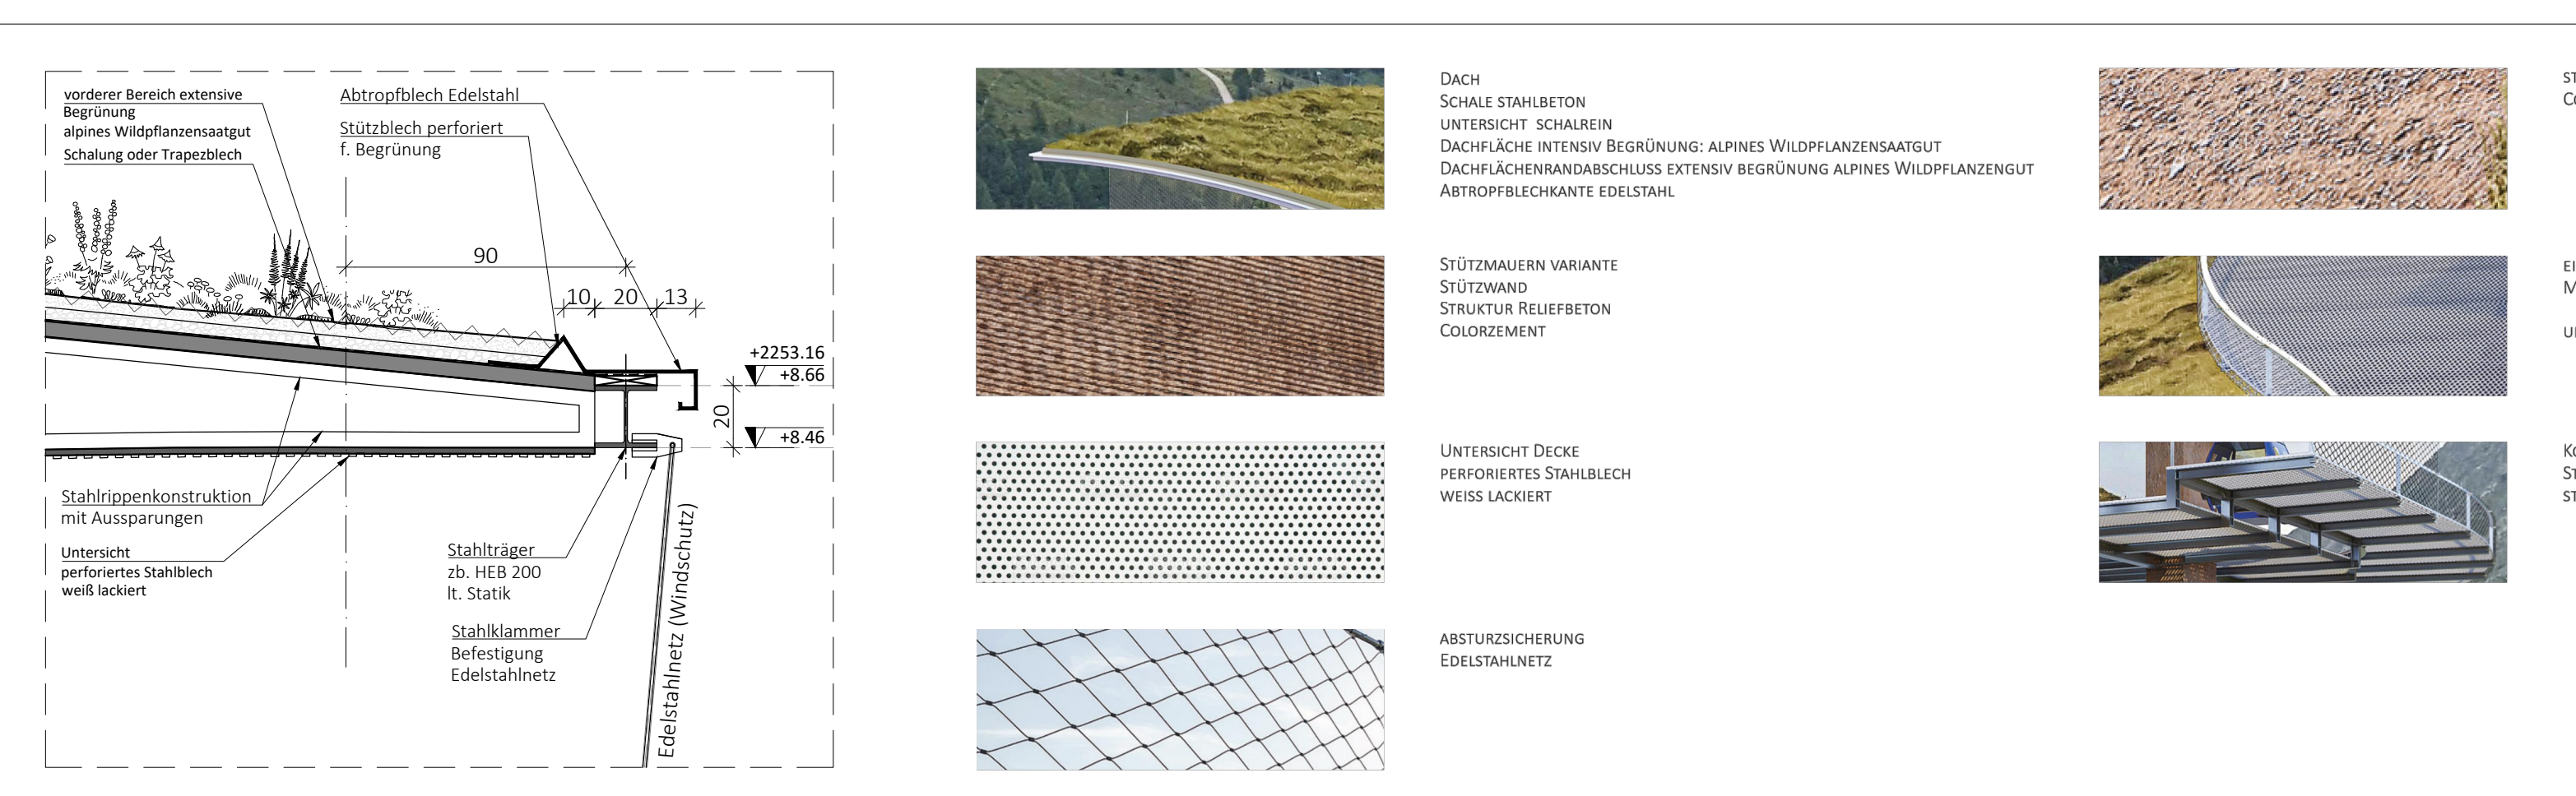 vorderer Bereich extensive
Begrünung
alpines Wildpflanzensaatgut
Schalung oder Trapezblech
Abtropfblech Edelstahl
Stützblech perforiert
f. Begrünung
90
10 20 13
+2253.16
+8.66
20
+8.46
Stahlrippenkonstruktion
mit Aussparungen
Untersicht
perforiertes Stahlblech
weiß lackiert
Stahlträger
zb. HEB 200
lt. Statik
Stahlklammer
Befestigung
Edelstahlnetz
Edelstahlnetz (Windschutz)
Dach
Schale stahlbeton
untersicht schalrein
Dachfläche intensiv Begrünung: alpines Wildpflanzensaatgut
Dachflächenrandabschluss extensiv begrünung alpines Wildpflanzengut
Abtropfblechkante edelstahl
Stützmauern variante
Stützwand
Struktur Reliefbeton
Colorzement
Untersicht Decke
perforiertes Stahlblech
weiss lackiert
absturzsicherung
Edelstahlnetz